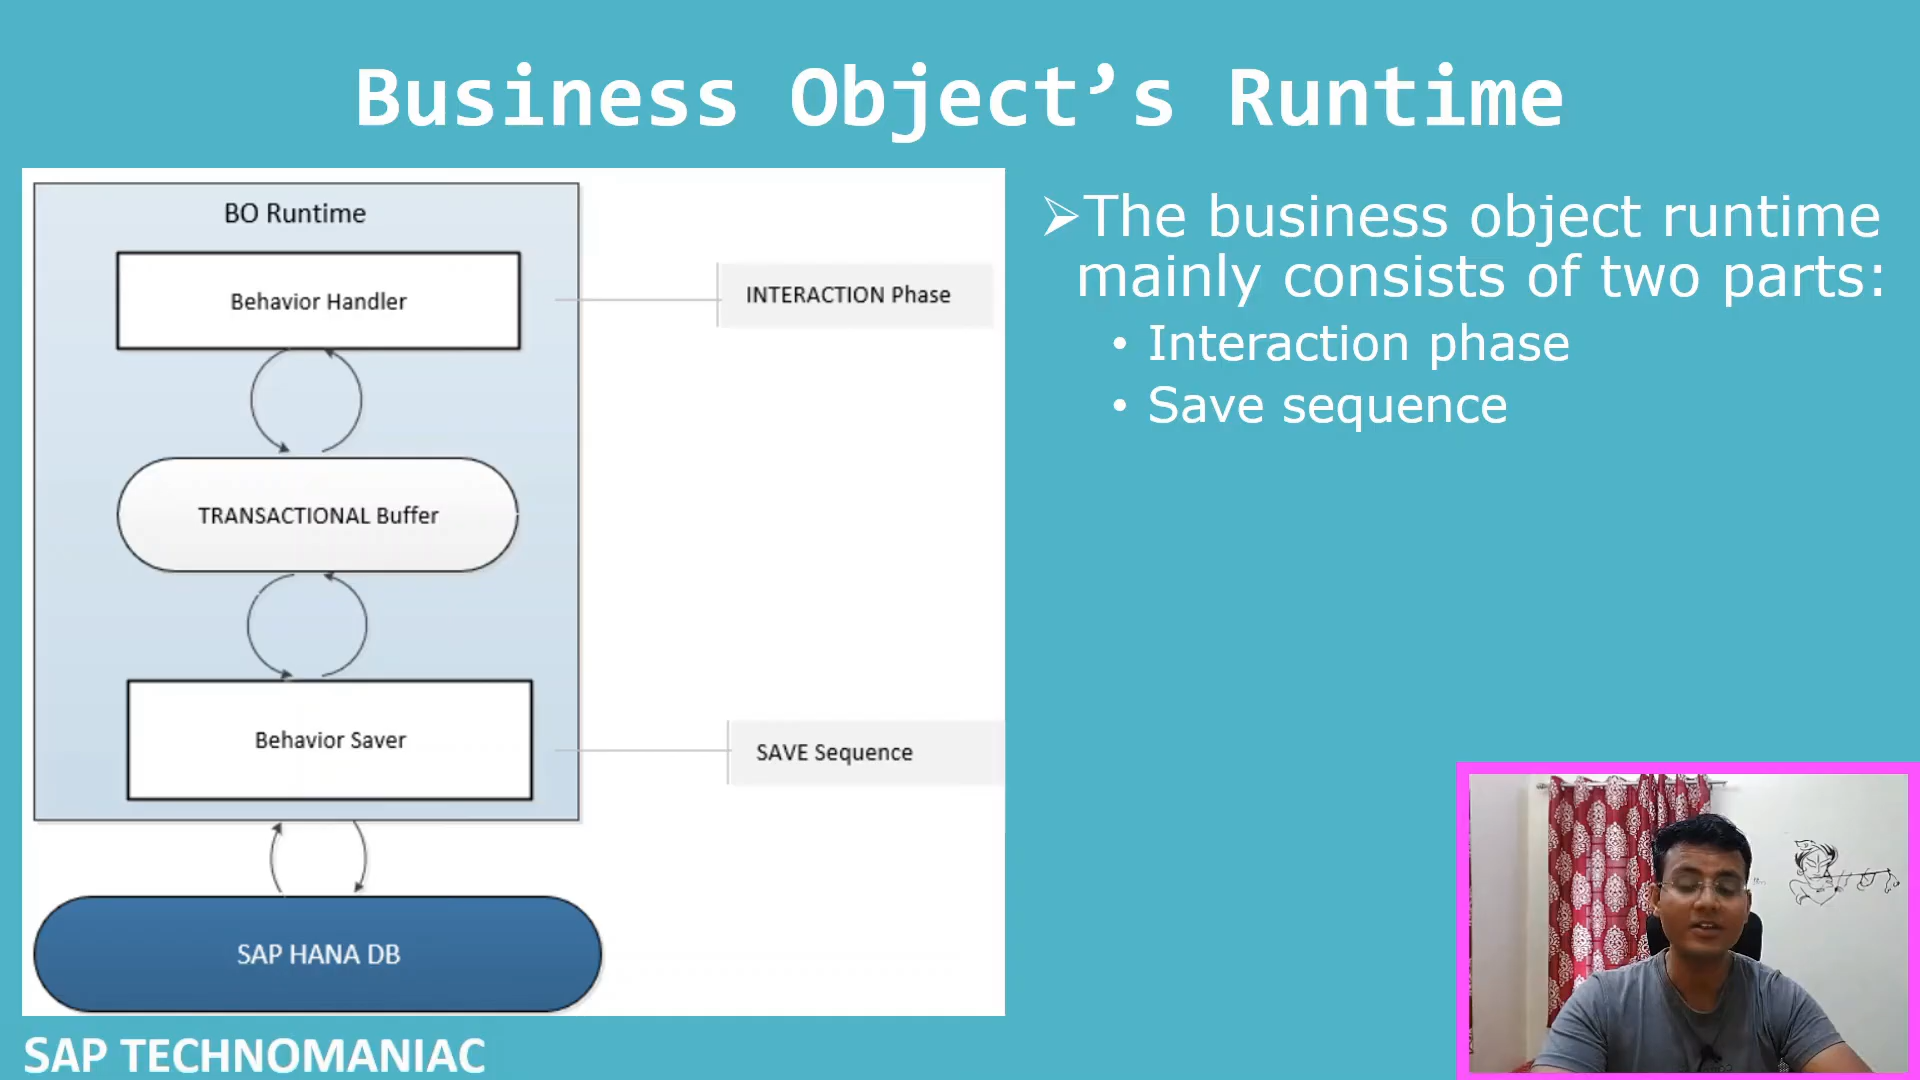 Business Object’s Runtime
BO Runtime
Behavior Handler
INTERACTION Phase
TRANSACTIONAL Buffer
Behavior Saver
SAVE Sequence
SAP HANA DB
➢The business object runtime
mainly consists of two parts:
• Interaction phase
• Save sequence
SAP TECHNOMANIAC